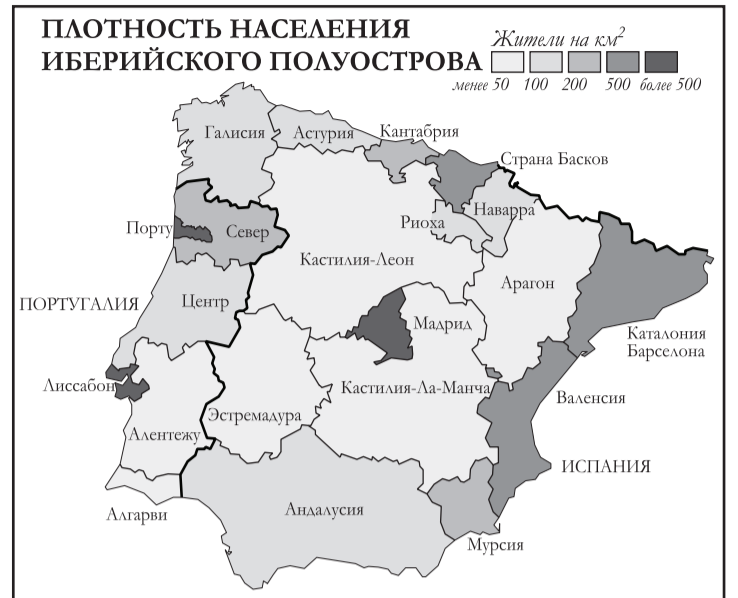 ПЛОТНОСТЬ НАСЕЛЕНИЯ
ИБЕРИЙСКОГО ПОЛУОСТРОВА
Жители на км²
менее 50 100 200 500 более 500
Галисия
Астурия
Кантабрия
Страна Басков
Наварра
Риоха
Порту
Север
Кастилия-Леон
Арагон
ПОРТУГАЛИЯ
Центр
Мадрид
Каталония
Барселона
Лиссабон
Кастилия-Ла-Манча
Валенсия
Эстремадура
Алентежу
ИСПАНИЯ
Алгарви
Андалусия
Мурсия